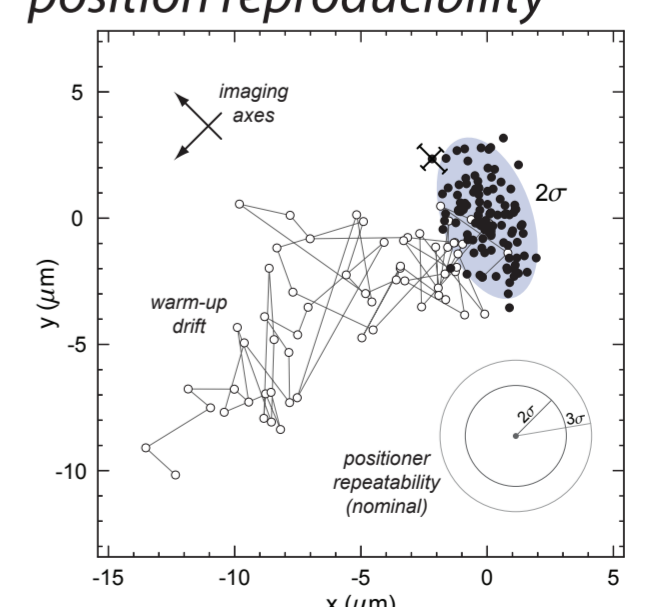 position reproducibility
5
0
-5
-10
y (μm)
imaging
axes
2σ
warm-up
drift
2σ
3σ
positioner
repeatability
(nominal)
-15
-10
-5
0
5
x (μm)